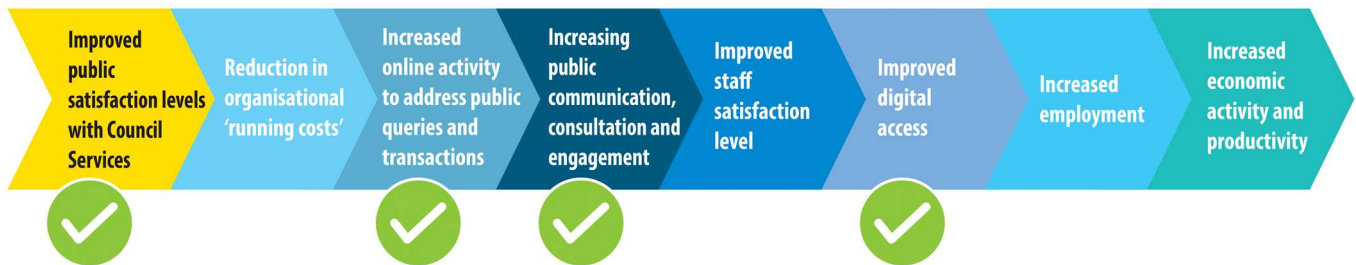 Improved
public
satisfaction levels
with Council
Services
Reduction in
organisational
‘running costs’
Increased
online activity
to address public
queries and
transactions
Increasing
public
communication,
consultation and
engagement
Improved
staff
satisfaction
level
Improved
digital
access
Increased
employment
Increased
economic
activity and
productivity